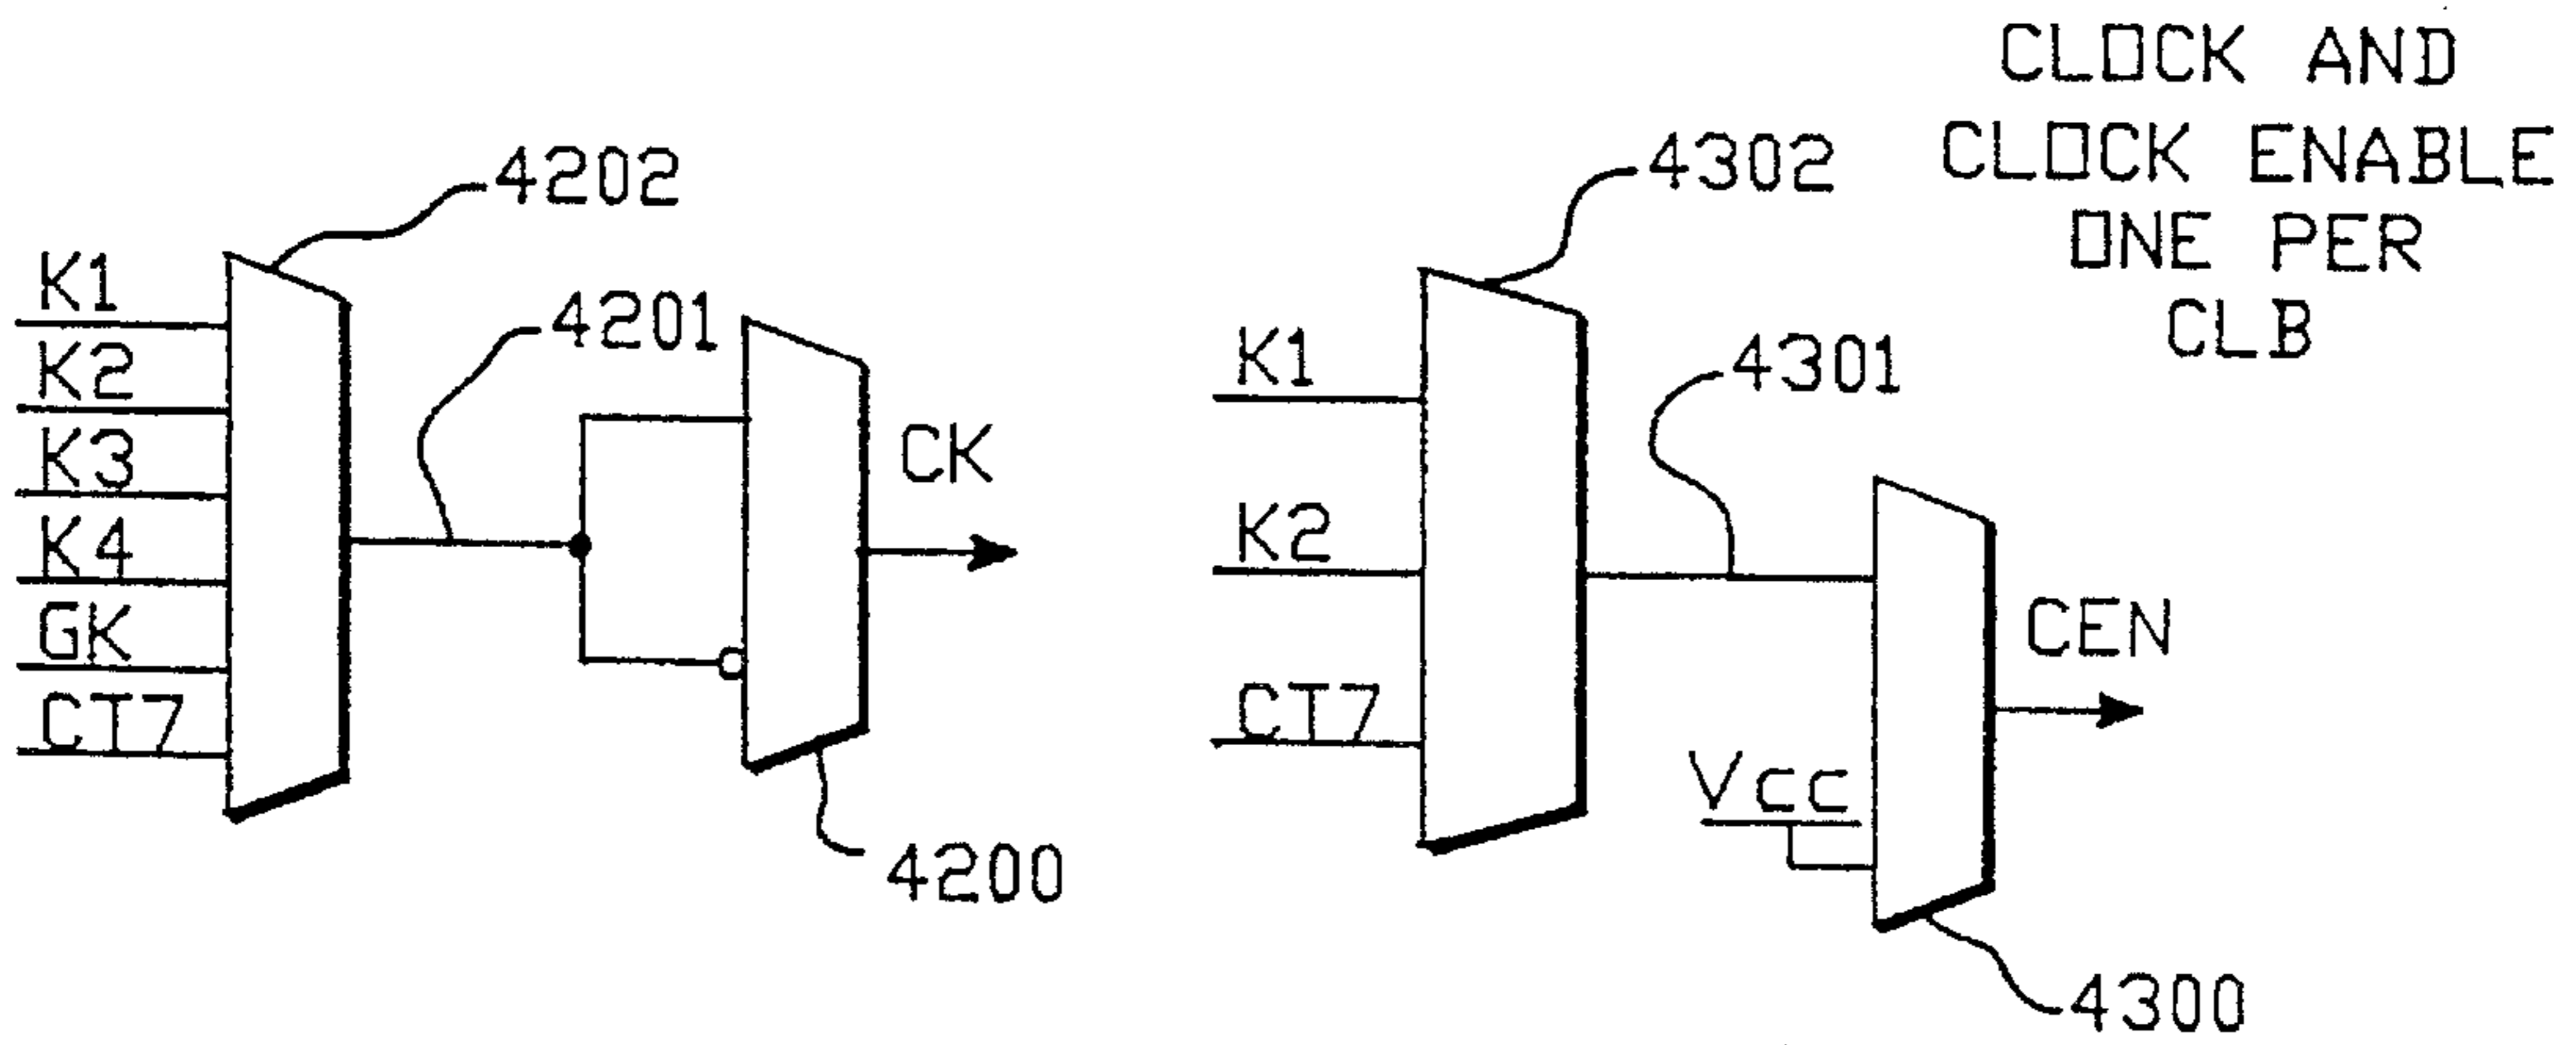 CLOCK AND
CLOCK ENABLE
ONE PER
CLB
4202
K1
K2
K3
K4
GK
CT7
4201
CK
4200
4302
K1
K2
CT7
4301
Vcc
CEN
4300